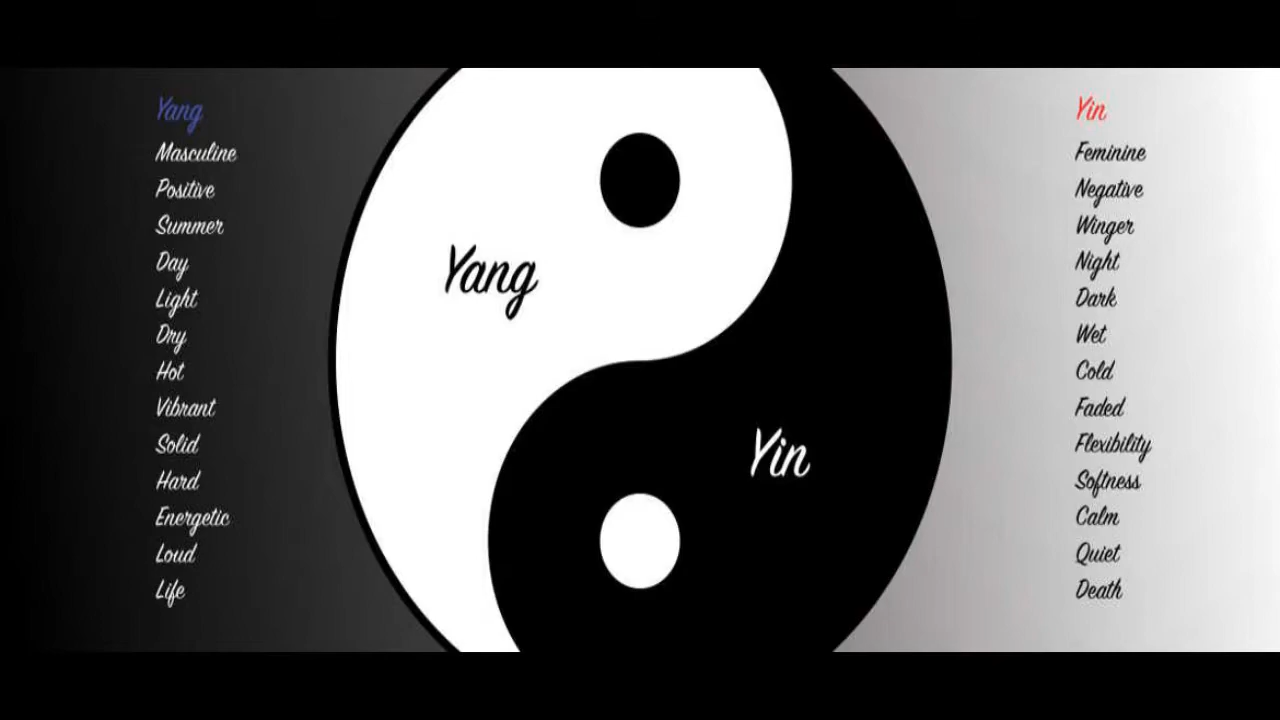 Yang
Masculine
Positive
Summer
Day
Light
Dry
Hot
Vibrant
Solid
Hard
Energetic
Loud
Life
Yang
Yin
Yin
Feminine
Negative
Winger
Night
Dark
Wet
Cold
Faded
Flexibility
Softness
Calm
Quiet
Death